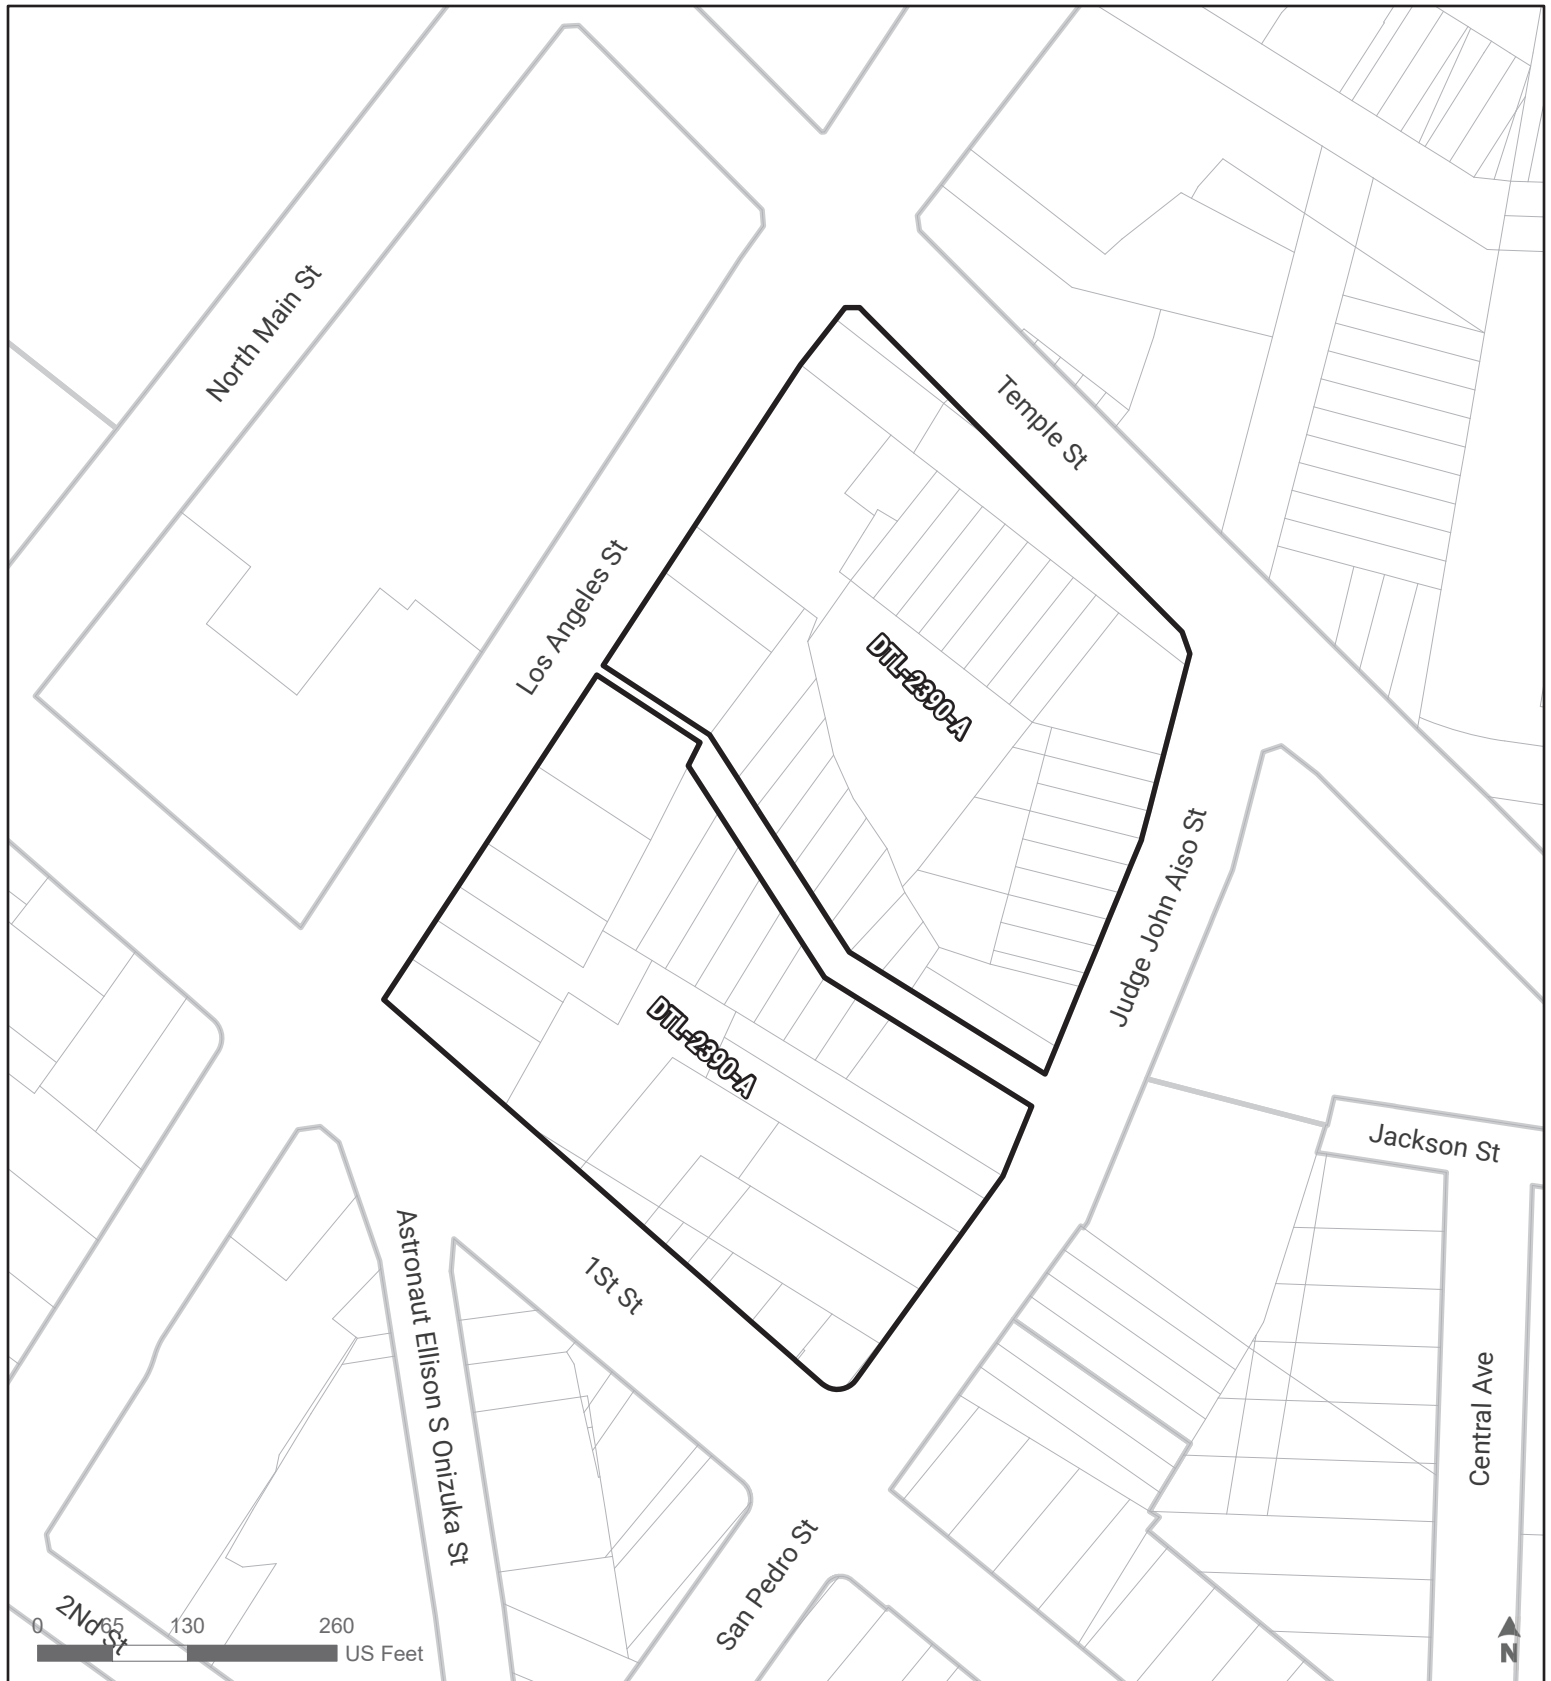 North Main St
Temple St
Los Angeles St
DTL-2390-A
Judge John Aiso St
DTL-2390-A
Jackson St
Astronaut Ellison S Onizuka St
1St St
Central Ave
San Pedro St
2Nd St
0 65 130 260
US Feet
N